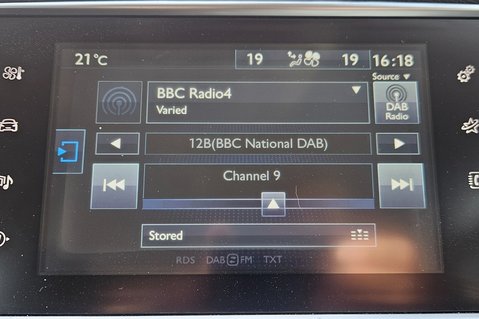 21°C
19
19
16:18
Source
BBC Radio4
Varied
DAB
Radio
12B(BBC National DAB)
Channel 9
Stored
RDS DAB FM TXT